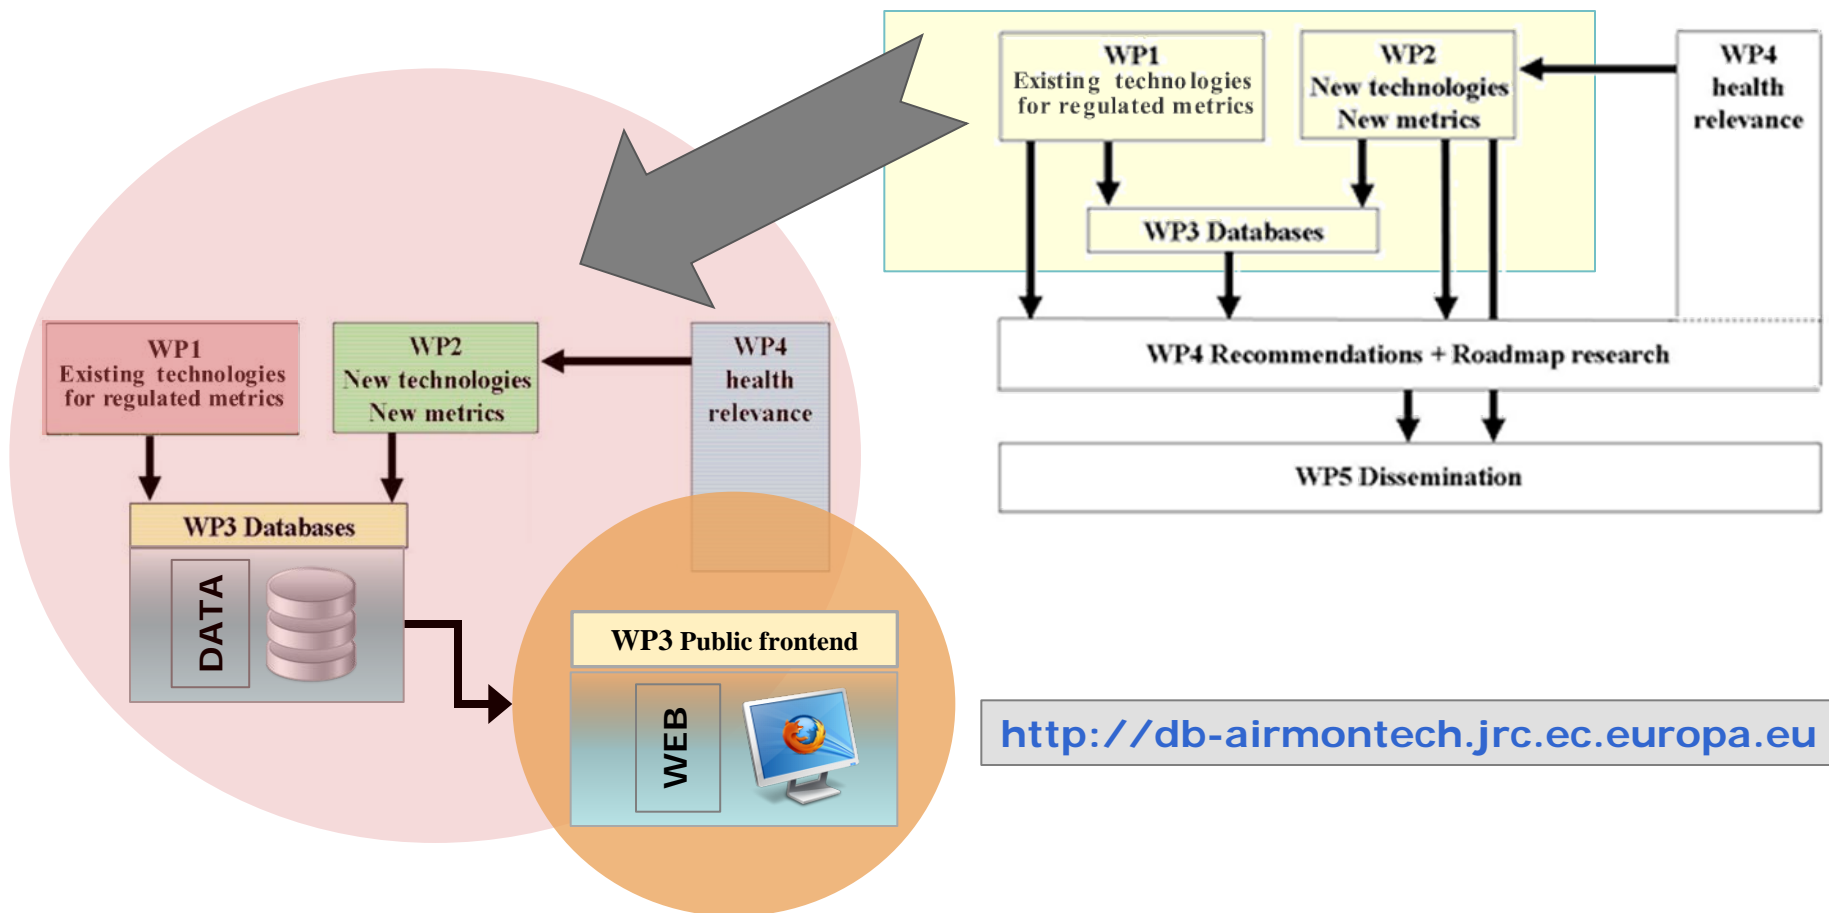 WP1
Existing technologies
for regulated metrics
WP2
New technologies
New metrics
WP4
health
relevance
WP3 Databases
WP4 Recommendations + Roadmap research
WP5 Dissemination
WP1
Existing technologies
for regulated metrics
WP2
New technologies
New metrics
WP4
health
relevance
WP3 Databases
DATA
WP3 Public frontend
WEB
http://db-airmontech.jrc.ec.europa.eu